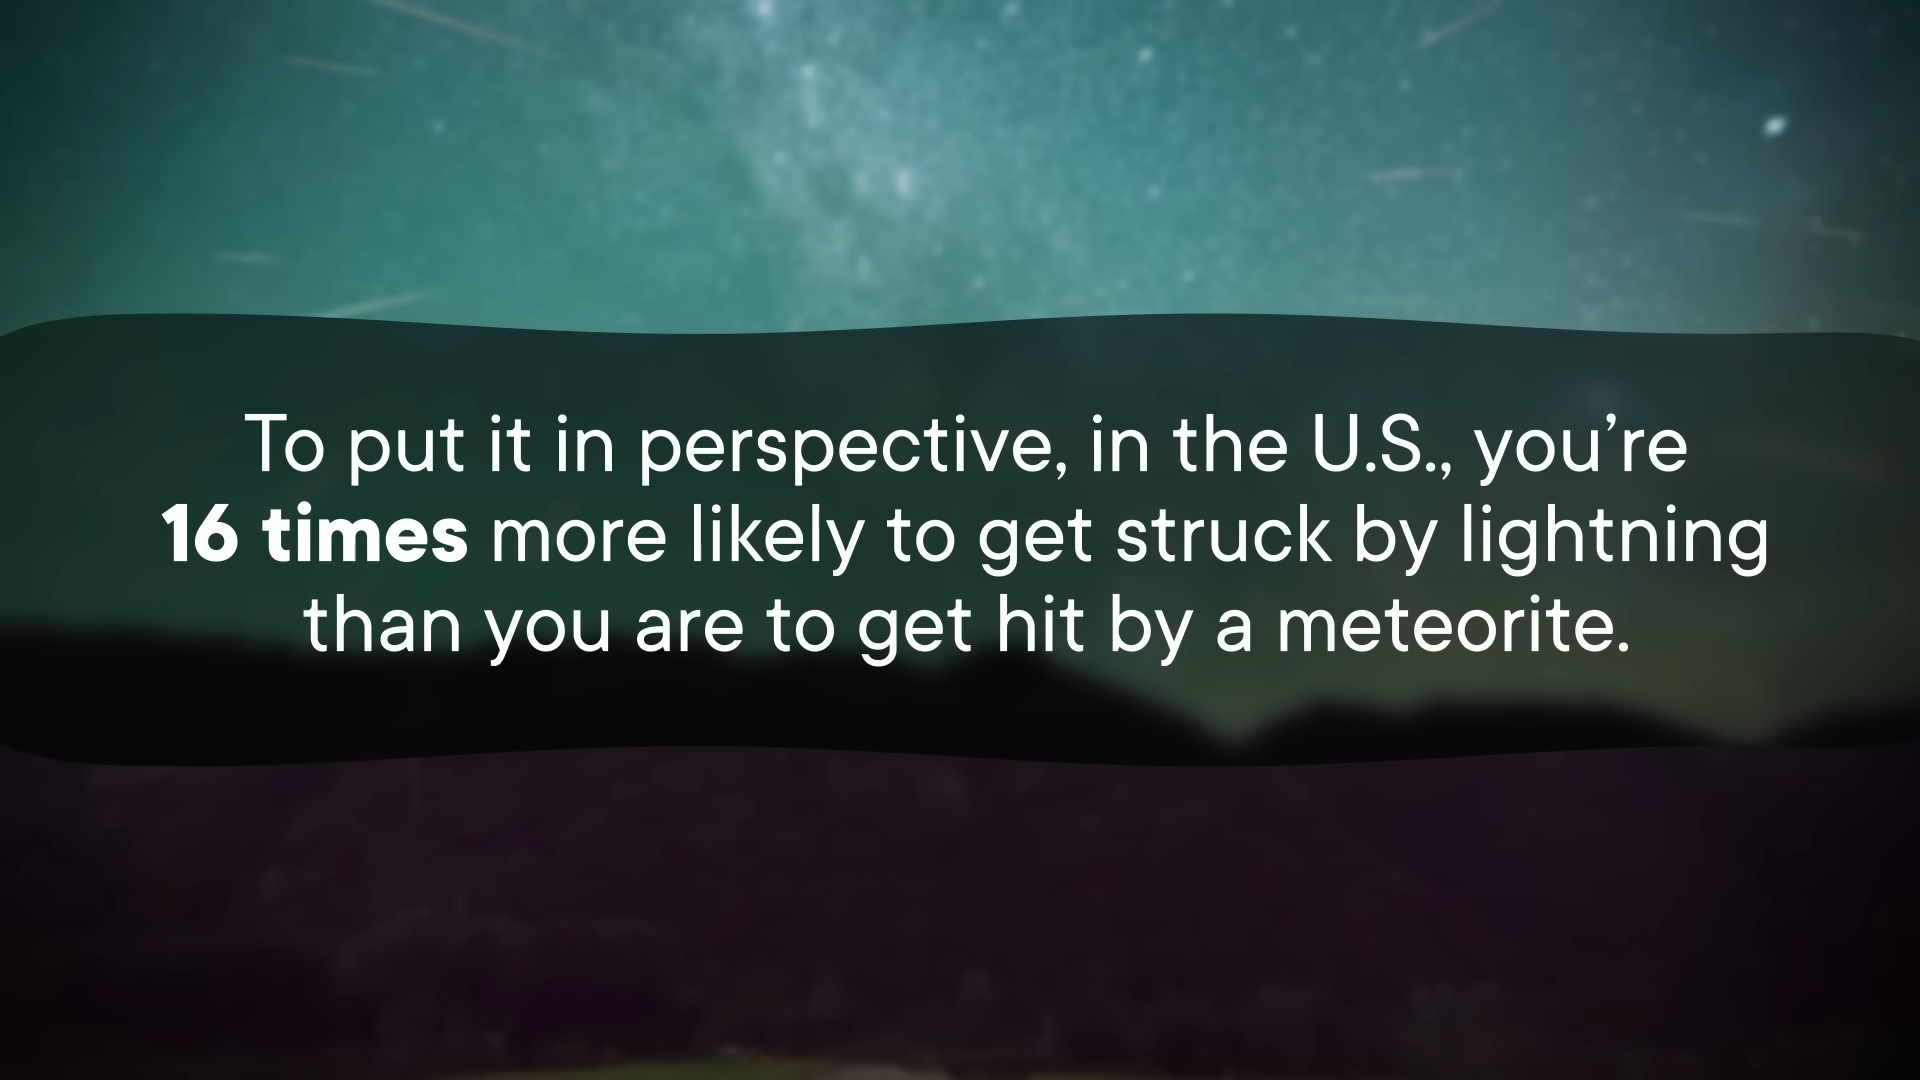 To put it in perspective, in the U.S., you’re
16 times more likely to get struck by lightning
than you are to get hit by a meteorite.